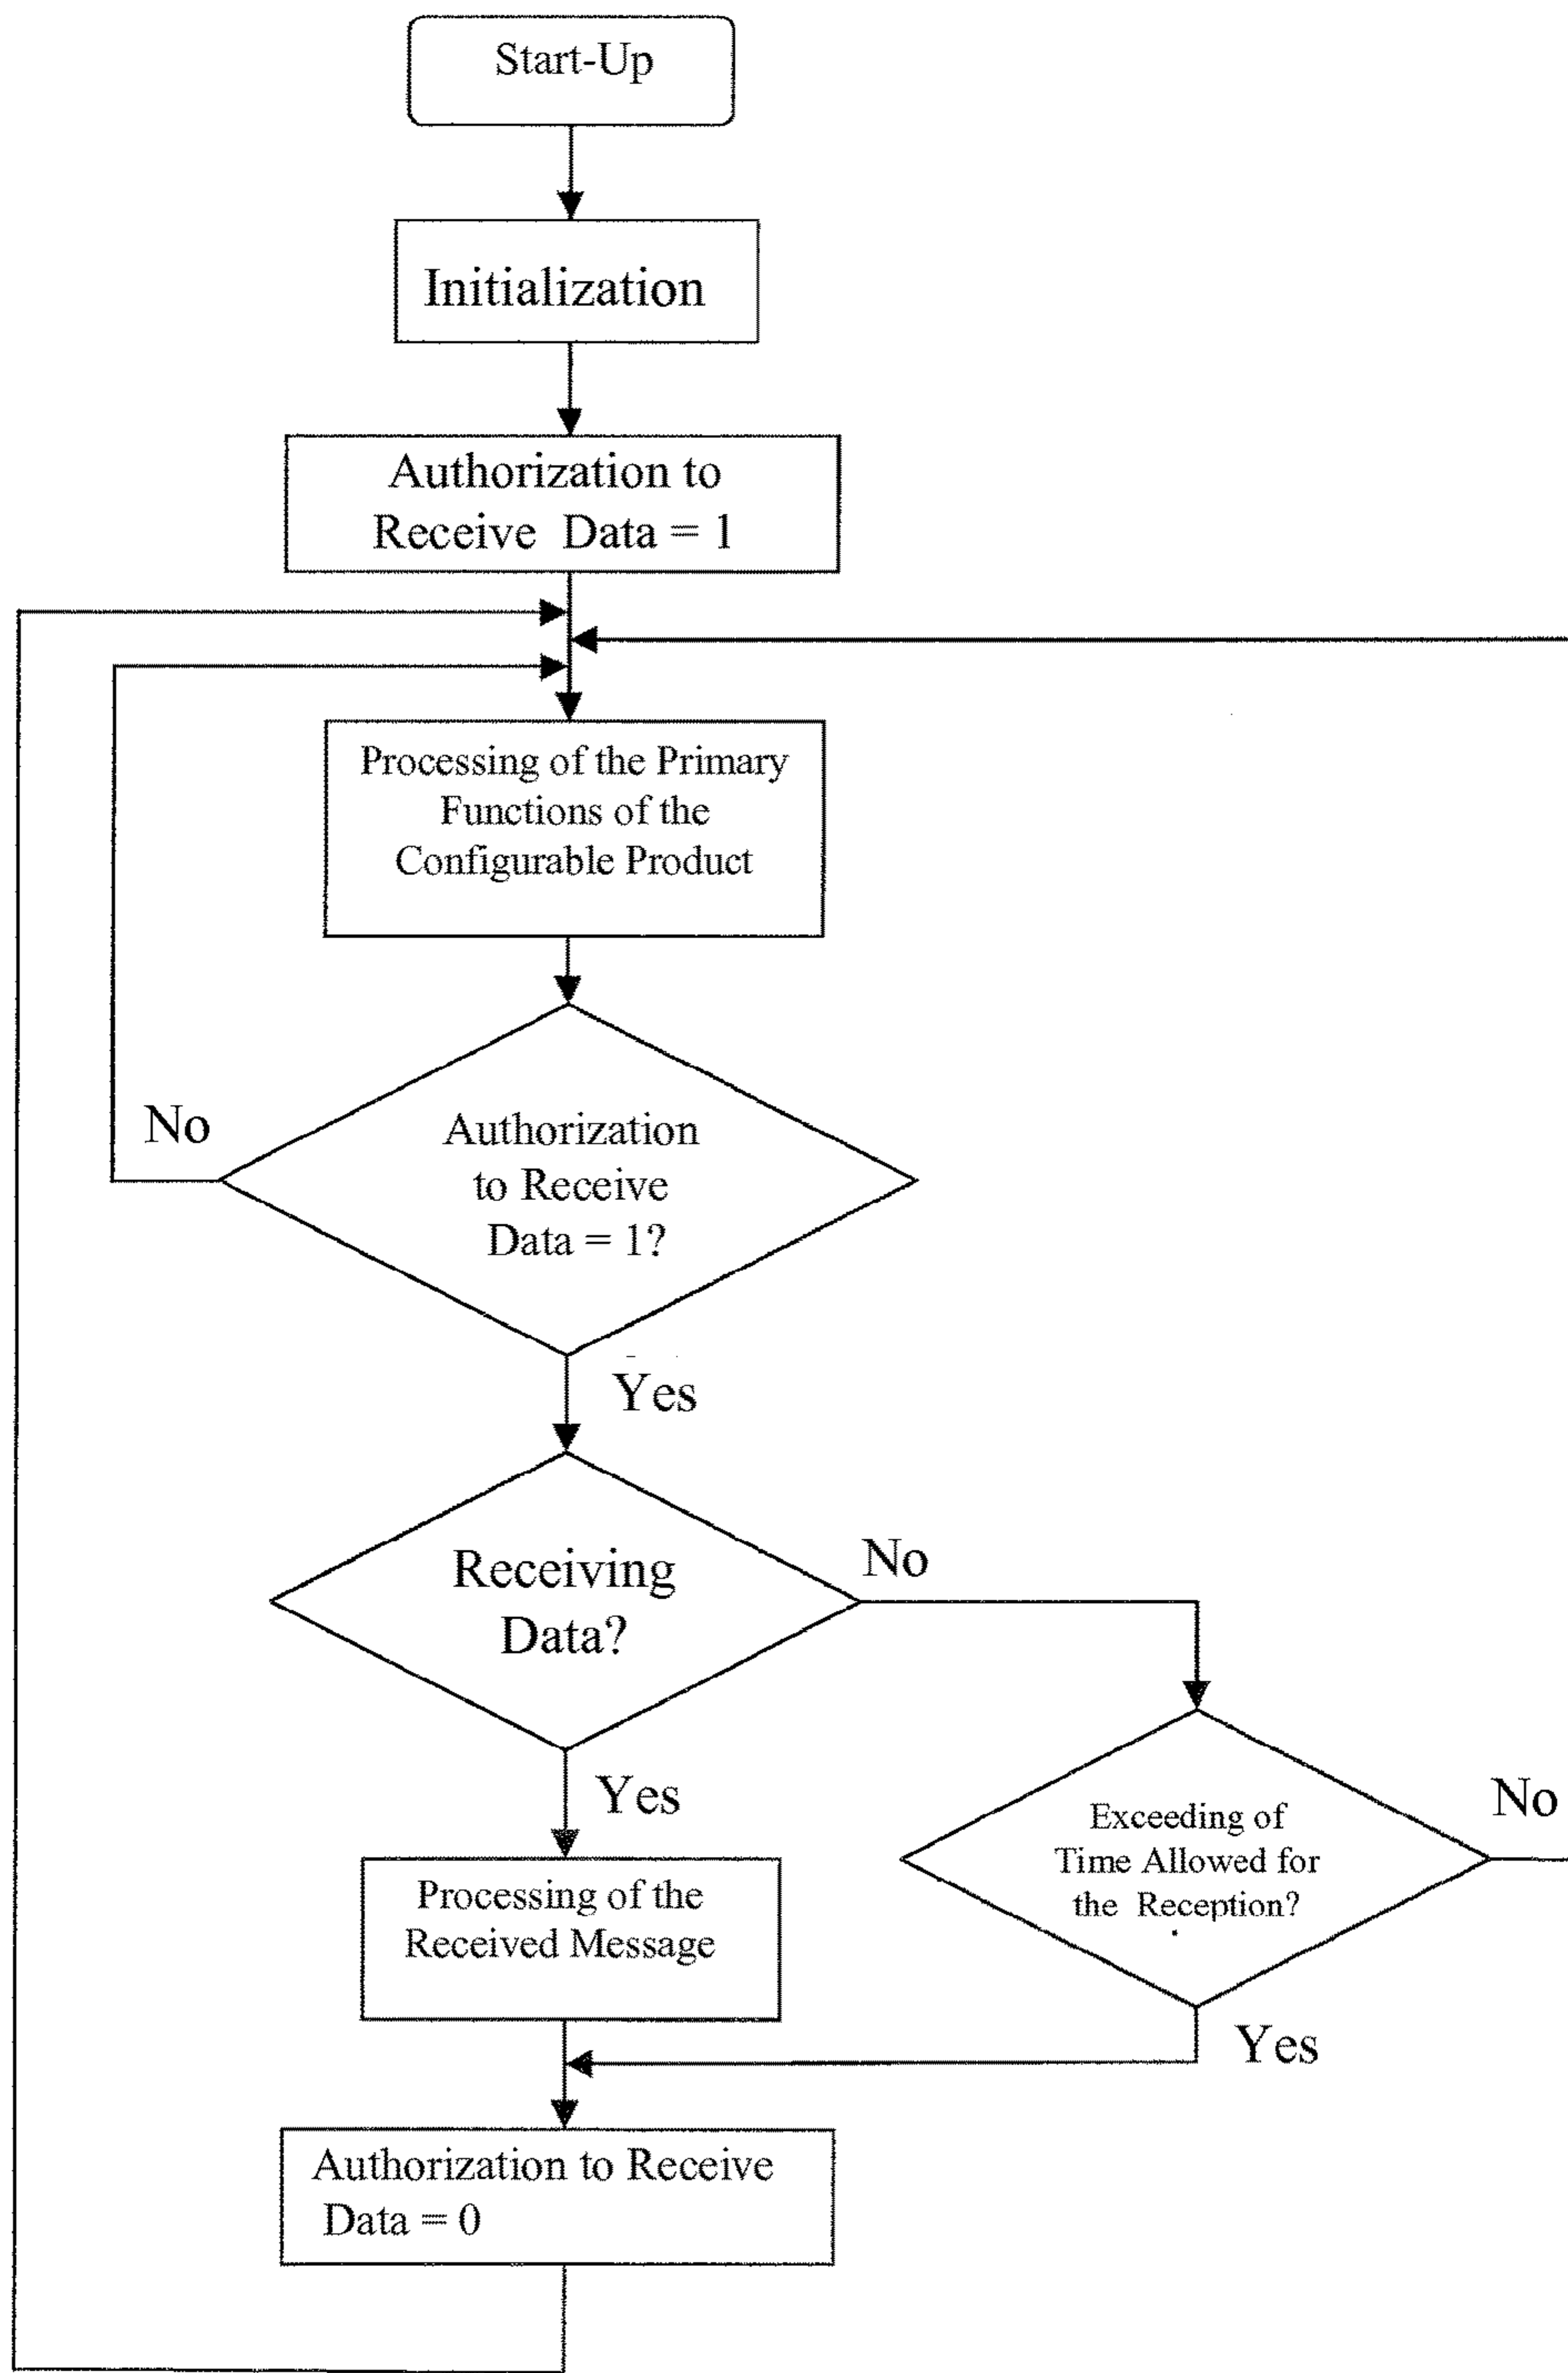 Start-Up
Initialization
Authorization to
Receive Data = 1
Processing of the Primary
Functions of the
Configurable Product
No
Authorization
to Receive
Data = 1?
Yes
Receiving
Data?
No
Yes
Exceeding of
Time Allowed for
the Reception?
No
Processing of the
Received Message
Yes
Authorization to Receive
Data = 0